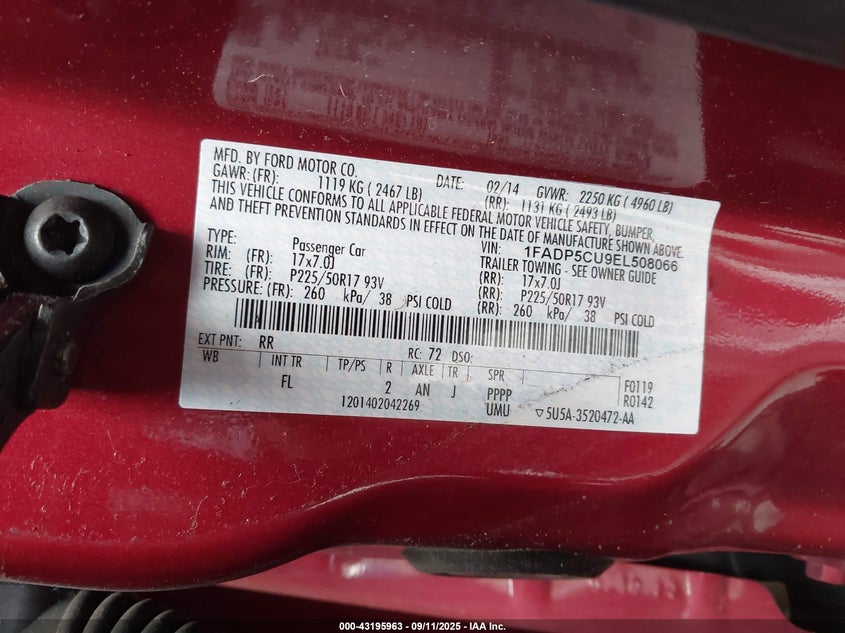 MFD. BY FORD MOTOR CO. DATE: 02/14 GVWR: 2250 KG ( 4960 LB)
GAWR: (FR): 1119 KG ( 2467 LB) (RR): 1131 KG ( 2493 LB)
THIS VEHICLE CONFORMS TO ALL APPLICABLE FEDERAL MOTOR VEHICLE SAFETY, BUMPER,
AND THEFT PREVENTION STANDARDS IN EFFECT ON THE DATE OF MANUFACTURE SHOWN ABOVE.
VIN: 1FADP5CU9EL508066
TYPE: Passenger Car TRAILER TOWING - SEE OWNER GUIDE
RIM: (FR): 17x7.0J (RR): 17x7.0J
TIRE: (FR): P225/50R17 93V (RR): P225/50R17 93V
PRESSURE: (FR): 260 kPa/ 38 PSI COLD (RR): 260 kPa/ 38 PSI COLD
EXT PNT: RR RC: 72 DSO:
WB INT TR TP/PS R AXLE TR SPR F0119
FL 2 AN J PPPP R0142
1201402042269 UMU ▽5U5A-3520472-AA
000-43195963 - 09/11/2025 - IAA Inc.